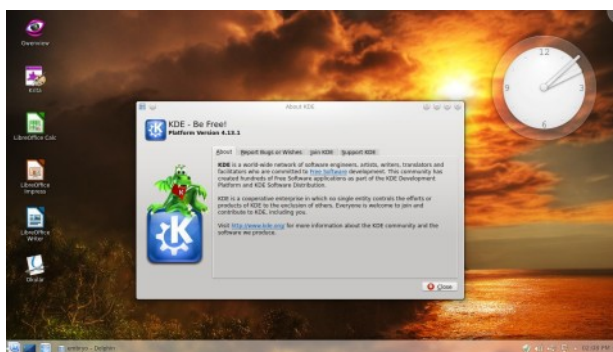 Gwenview
Krita
LibreOffice Calc
LibreOffice
Impress
LibreOffice
Writer
Okular
About KDE
KDE - Be Free!
Platform Version 4.13.1
About Report Bugs or Wishes Join KDE Support KDE
KDE is a world-wide network of software engineers, artists, writers, translators and
facilitators who are committed to Free Software development. This community has
created hundreds of Free Software applications as part of the KDE Development
Platform and KDE Software Distribution.
KDE is a cooperative enterprise in which no single entity controls the efforts or
products of KDE to the exclusion of others. Everyone is welcome to join and
contribute to KDE, including you.
Visit http://www.kde.org/ for more information about the KDE community and the
software we produce.
Close
12
3
6
9
Dolphin